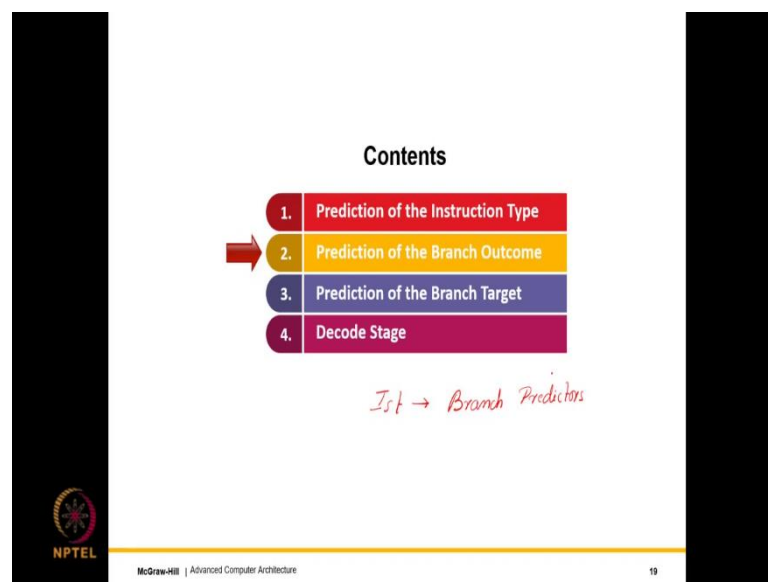 Contents
1. Prediction of the Instruction Type
2. Prediction of the Branch Outcome
3. Prediction of the Branch Target
4. Decode Stage
Ist → Branch Predictors
NPTEL
McGraw-Hill | Advanced Computer Architecture
19